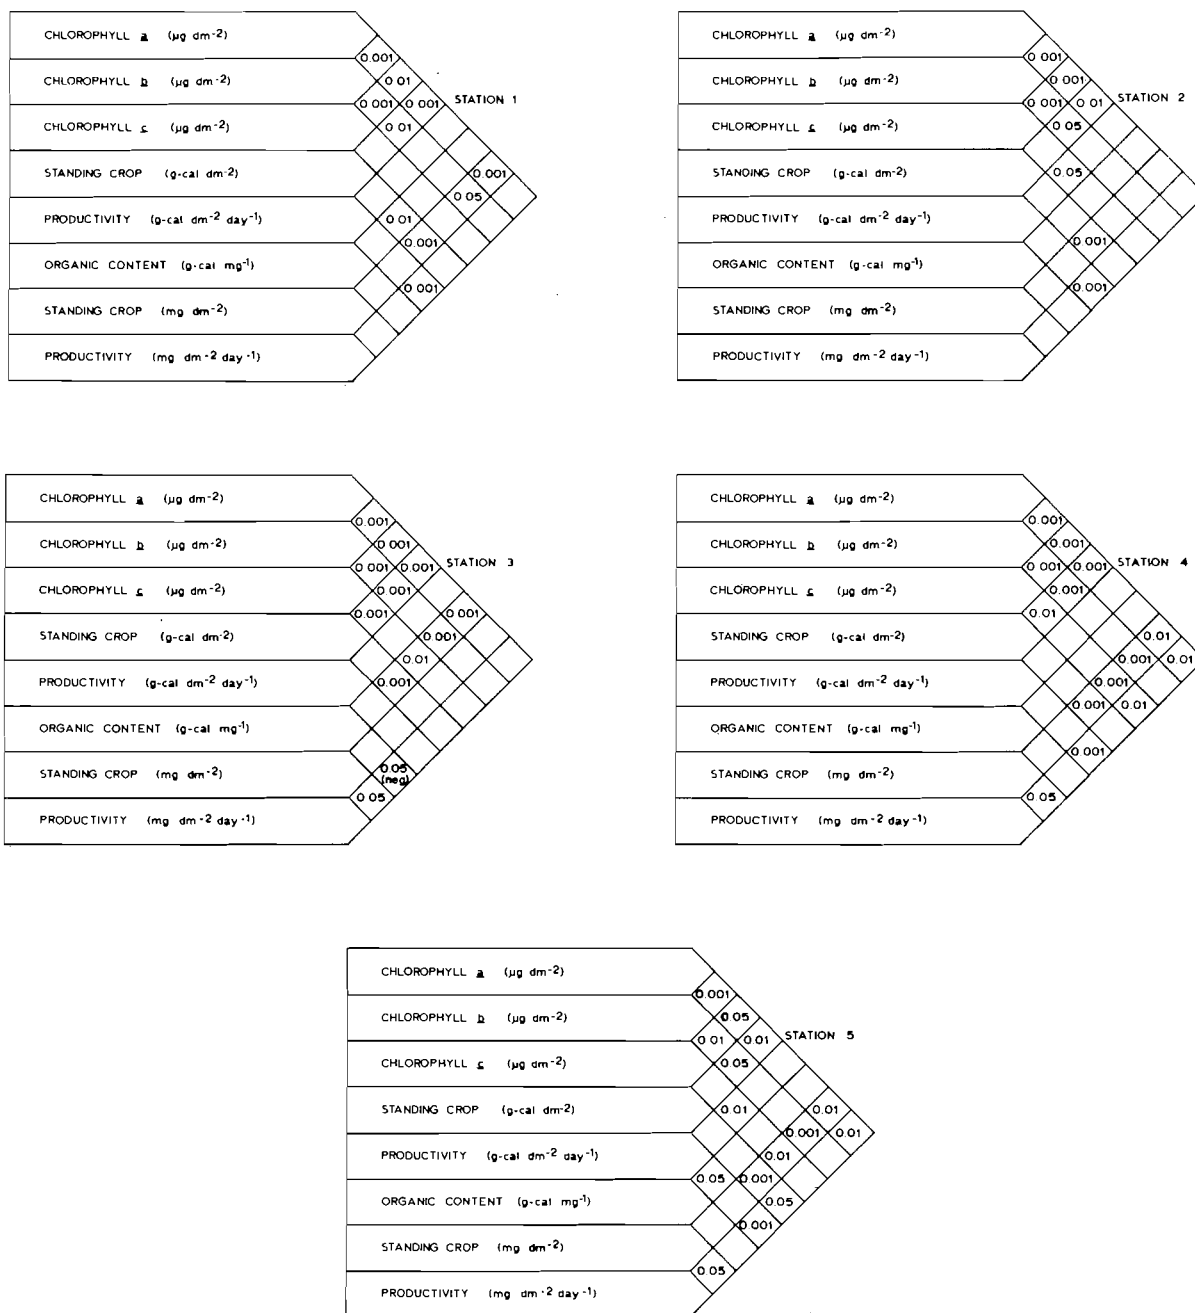 CHLOROPHYLL a (µg dm-2)
0.001
CHLOROPHYLL b (µg dm-2)
0 01
0 001 0 001 STATION 1
CHLOROPHYLL c (µg dm-2)
0 01
STANDING CROP (g-cal dm-2)
0.001
0 05
PRODUCTIVITY (g-cal dm-2 day-1)
0 01
0.001
ORGANIC CONTENT (g-cal mg-1)
0.001
STANDING CROP (mg dm-2)
PRODUCTIVITY (mg dm-2 day-1)
CHLOROPHYLL a (µg dm-2)
0 001
CHLOROPHYLL b (µg dm-2)
0 001
0 001 0 01 STATION 2
CHLOROPHYLL c (µg dm-2)
0 05
STANDING CROP (g-cal dm-2)
0.05
PRODUCTIVITY (g-cal dm-2 day-1)
0.001
ORGANIC CONTENT (g-cal mg-1)
0.001
STANDING CROP (mg dm-2)
PRODUCTIVITY (mg dm-2 day-1)
CHLOROPHYLL a (µg dm-2)
0.001
CHLOROPHYLL b (µg dm-2)
0.001
0 001 0 001 STATION 3
CHLOROPHYLL c (µg dm-2)
0 001
0 001 0.001
STANDING CROP (g-cal dm-2)
0 001
0 01
PRODUCTIVITY (g-cal dm-2 day-1)
0 001
ORGANIC CONTENT (g-cal mg-1)
STANDING CROP (mg dm-2)
0.05
(neg)
0 05
PRODUCTIVITY (mg dm-2 day-1)
CHLOROPHYLL a (µg dm-2)
0.001
CHLOROPHYLL b (µg dm-2)
0.001
0 001 0 001 STATION 4
CHLOROPHYLL c (µg dm-2)
0.001
0 01
STANDING CROP (g-cal dm-2)
0.01
0 001 0 01
PRODUCTIVITY (g-cal dm-2 day-1)
0.001
0 001 0 01
ORGANIC CONTENT (g-cal mg-1)
0 001
STANDING CROP (mg dm-2)
0.05
PRODUCTIVITY (mg dm-2 day-1)
CHLOROPHYLL a (µg dm-2)
0.001
CHLOROPHYLL b (µg dm-2)
0.05
0 01 0 01 STATION 5
CHLOROPHYLL c (µg dm-2)
0.05
STANDING CROP (g-cal dm-2)
0.01 0.01
0.001 0.01
PRODUCTIVITY (g-cal dm-2 day-1)
0 01
0.05 0.001
ORGANIC CONTENT (g-cal mg-1)
0.05
0.001
STANDING CROP (mg dm-2)
0.05
PRODUCTIVITY (mg dm-2 day-1)